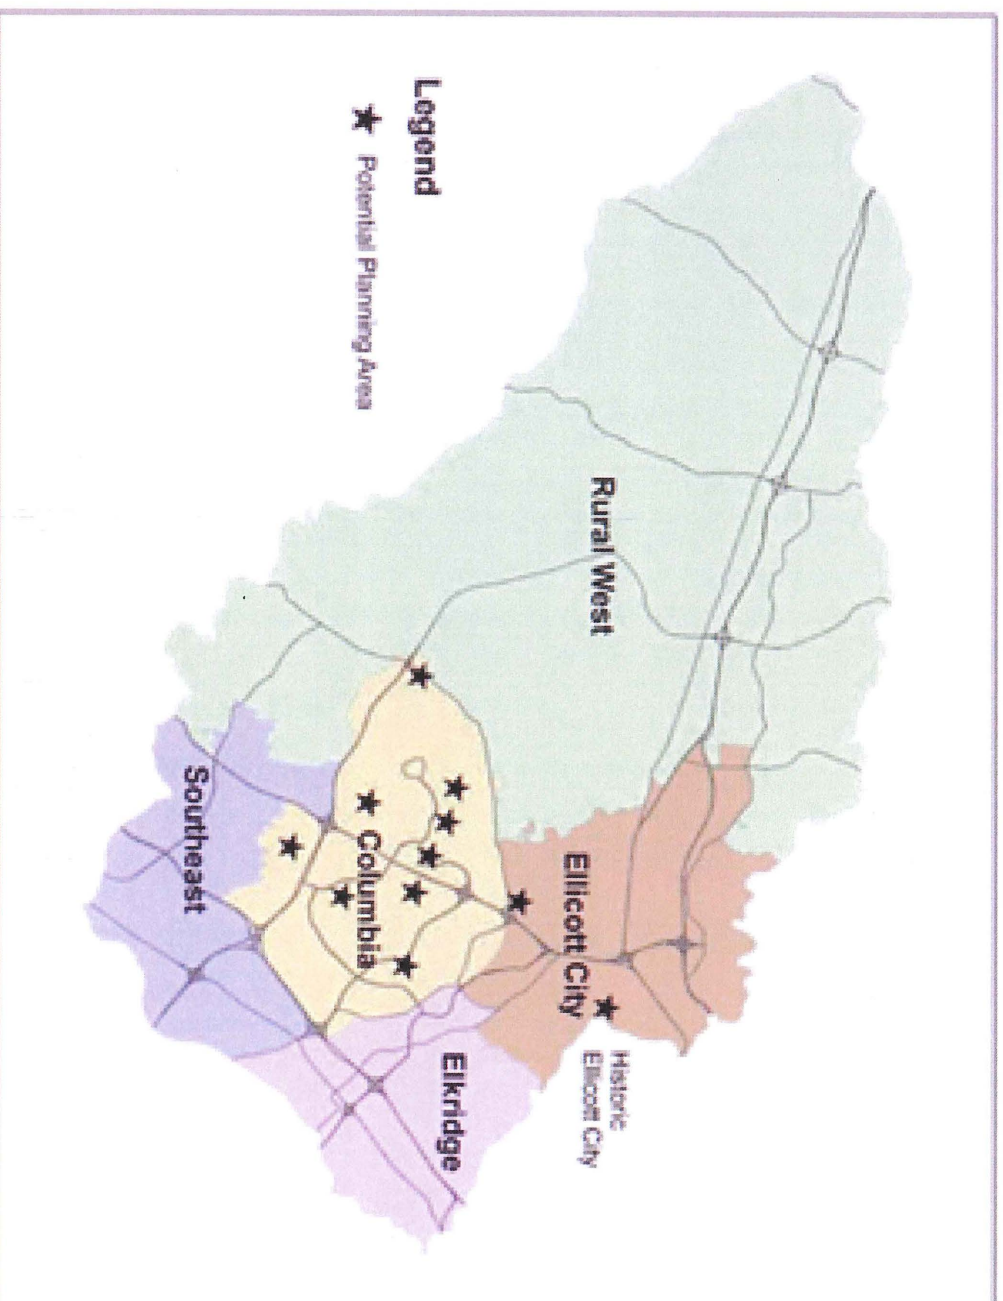 Historic
Ellicott City
Ellicott City
Rural West
Elkridge
Columbia
Southeast
Legend
Potential Planning Area